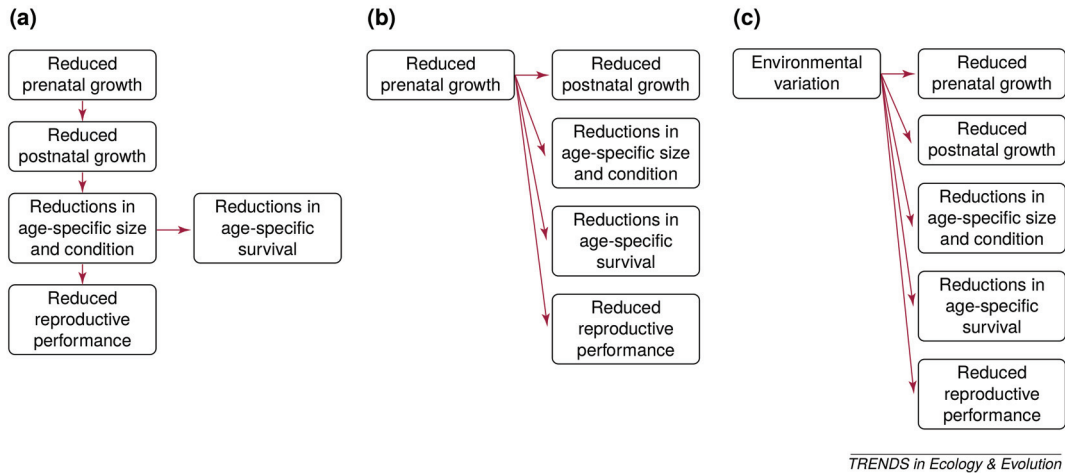 (a)
Reduced
prenatal growth
Reduced
postnatal growth
Reductions in
age-specific size
and condition
Reductions in
age-specific
survival
Reduced
reproductive
performance
(b)
Reduced
prenatal growth
Reduced
postnatal growth
Reductions in
age-specific size
and condition
Reductions in
age-specific
survival
Reduced
reproductive
performance
(c)
Environmental
variation
Reduced
prenatal growth
Reduced
postnatal growth
Reductions in
age-specific size
and condition
Reductions in
age-specific
survival
Reduced
reproductive
performance
TRENDS in Ecology & Evolution